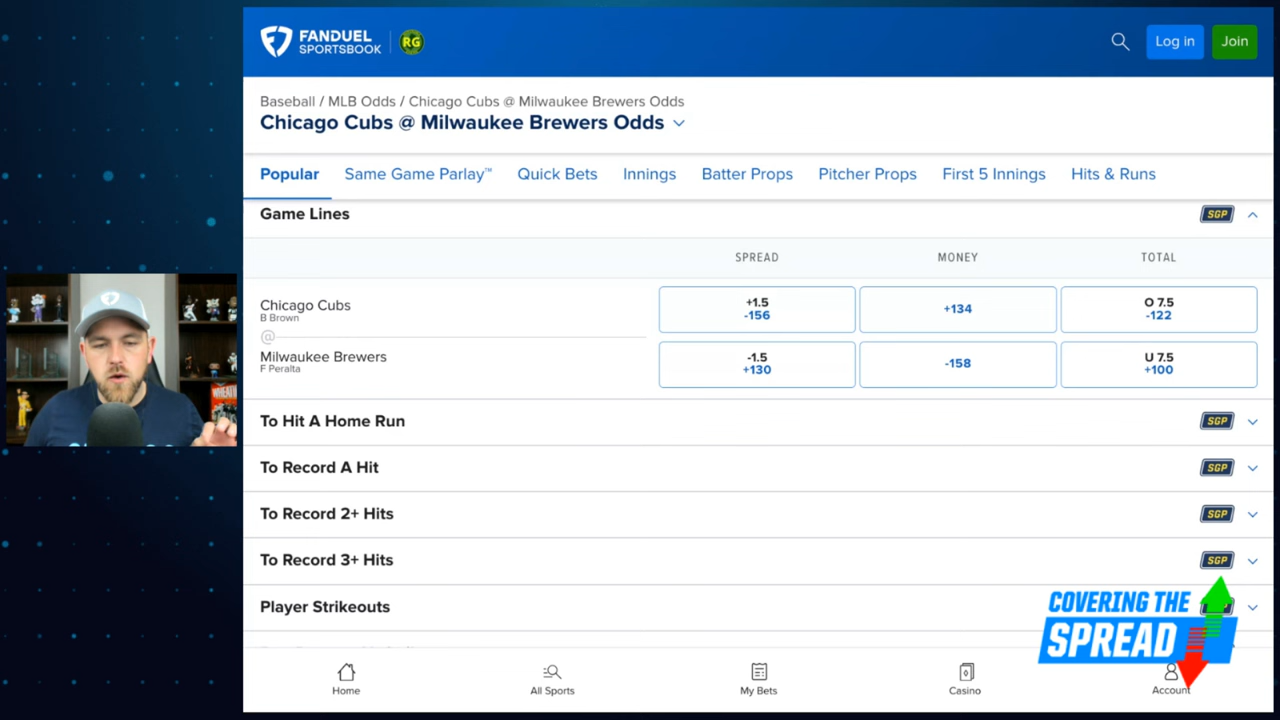 FANDUEL
SPORTSBOOK
RG
Log in
Join
Baseball / MLB Odds / Chicago Cubs @ Milwaukee Brewers Odds
Chicago Cubs @ Milwaukee Brewers Odds
Popular
Same Game Parlay™
Quick Bets
Innings
Batter Props
Pitcher Props
First 5 Innings
Hits & Runs
Game Lines
SGP
SPREAD
MONEY
TOTAL
Chicago Cubs
B Brown
+1.5
-156
+134
O 7.5
-122
@
Milwaukee Brewers
F Peralta
-1.5
+130
-158
U 7.5
+100
To Hit A Home Run
SGP
To Record A Hit
SGP
To Record 2+ Hits
SGP
To Record 3+ Hits
SGP
Player Strikeouts
COVERING THE
SPREAD
Home
All Sports
My Bets
Casino
Account